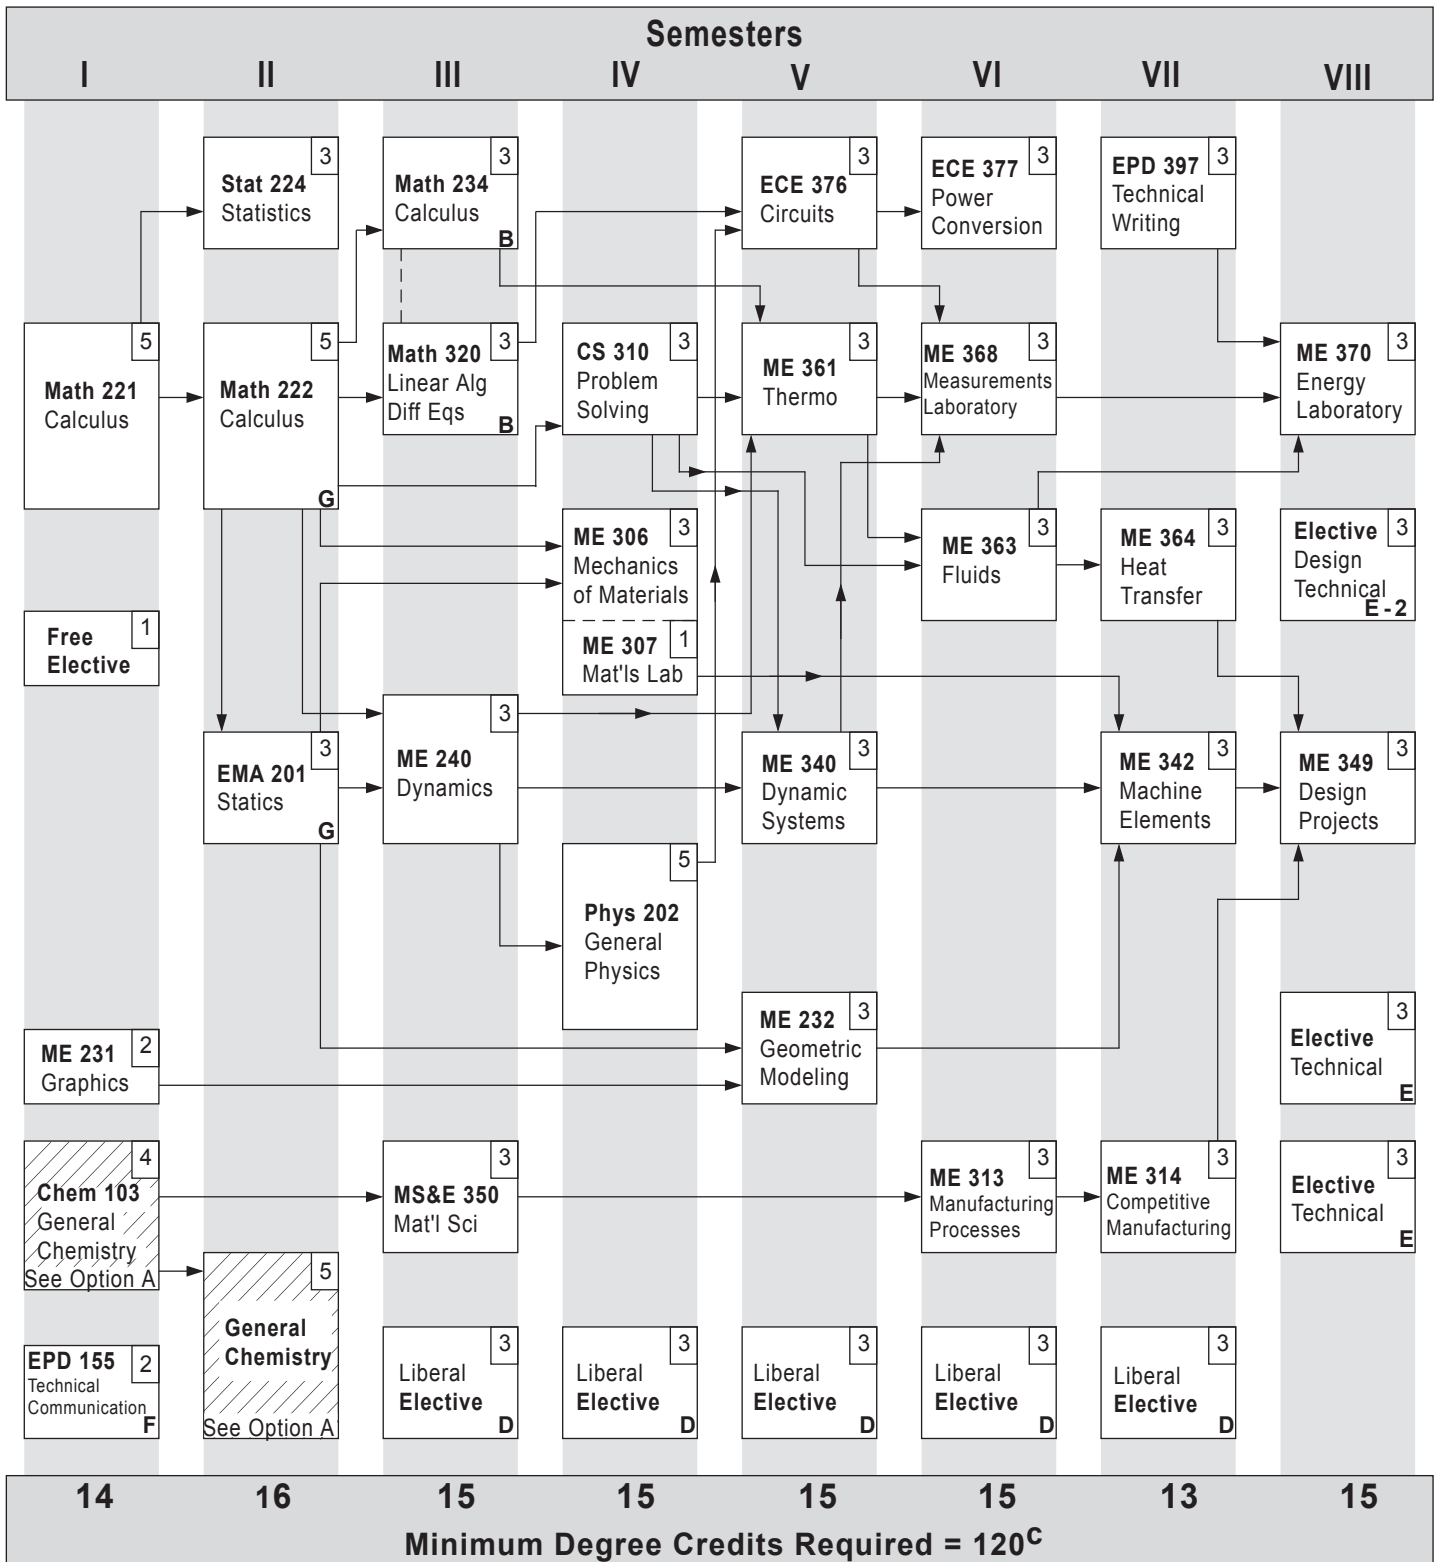 Semesters
I II III IV V VI VII VIII
3
Stat 224
Statistics
3
Math 234
Calculus
B
3
ECE 376
Circuits
3
ECE 377
Power
Conversion
3
EPD 397
Technical
Writing
5
Math 221
Calculus
5
Math 222
Calculus
G
3
Math 320
Linear Alg
Diff Eqs
B
3
CS 310
Problem
Solving
3
ME 361
Thermo
3
ME 368
Measurements
Laboratory
3
ME 370
Energy
Laboratory
3
ME 306
Mechanics
of Materials
1
ME 307
Mat'ls Lab
3
ME 363
Fluids
3
ME 364
Heat
Transfer
3
Elective
Design
Technical
E - 2
1
Free
Elective
3
EMA 201
Statics
G
3
ME 240
Dynamics
3
ME 340
Dynamic
Systems
3
ME 342
Machine
Elements
3
ME 349
Design
Projects
5
Phys 202
General
Physics
2
ME 231
Graphics
3
ME 232
Geometric
Modeling
3
Elective
Technical
E
4
Chem 103
General
Chemistry
See Option A
3
MS&E 350
Mat'l Sci
3
ME 313
Manufacturing
Processes
3
ME 314
Competitive
Manufacturing
3
Elective
Technical
E
2
EPD 155
Technical
Communication
F
5
General
Chemistry
See Option A
3
Liberal
Elective
D
3
Liberal
Elective
D
3
Liberal
Elective
D
3
Liberal
Elective
D
3
Liberal
Elective
D
14 16 15 15 15 15 13 15
Minimum Degree Credits Required = 120C